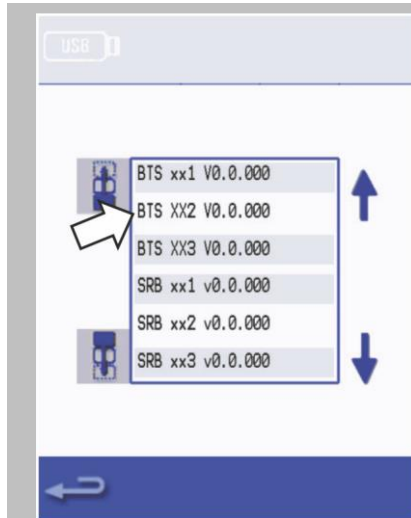 USB
BTS xx1 V0.0.000
BTS XX2 V0.0.000
BTS XX3 V0.0.000
SRB xx1 v0.0.000
SRB xx2 v0.0.000
SRB xx3 v0.0.000